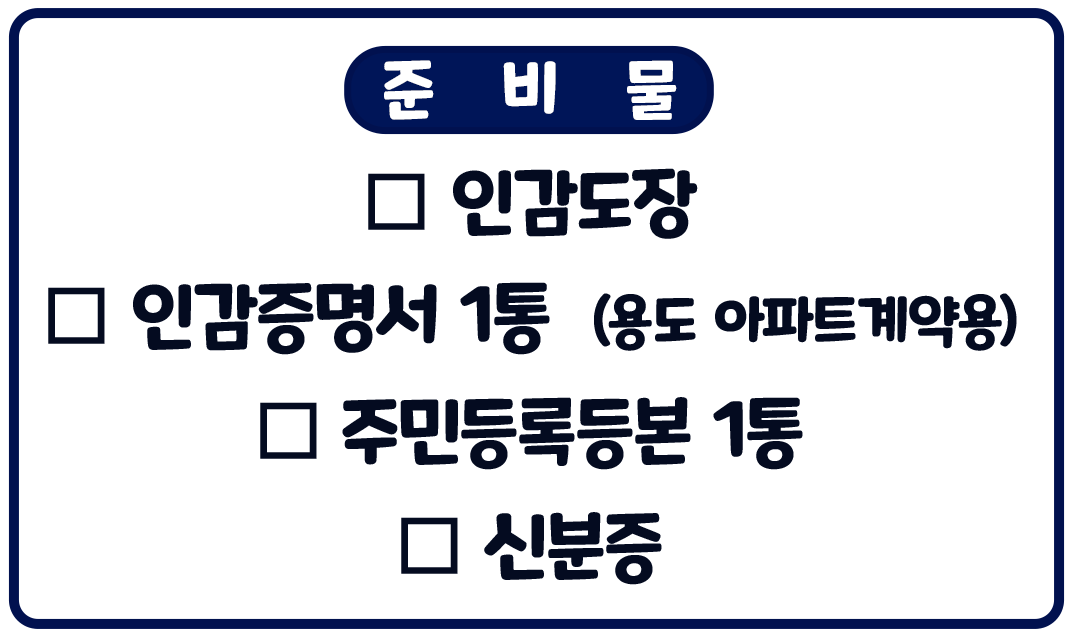 준 비 물
□ 인감도장
□ 인감증명서 1통 (용도 아파트계약용)
□ 주민등록등본 1통
□ 신분증